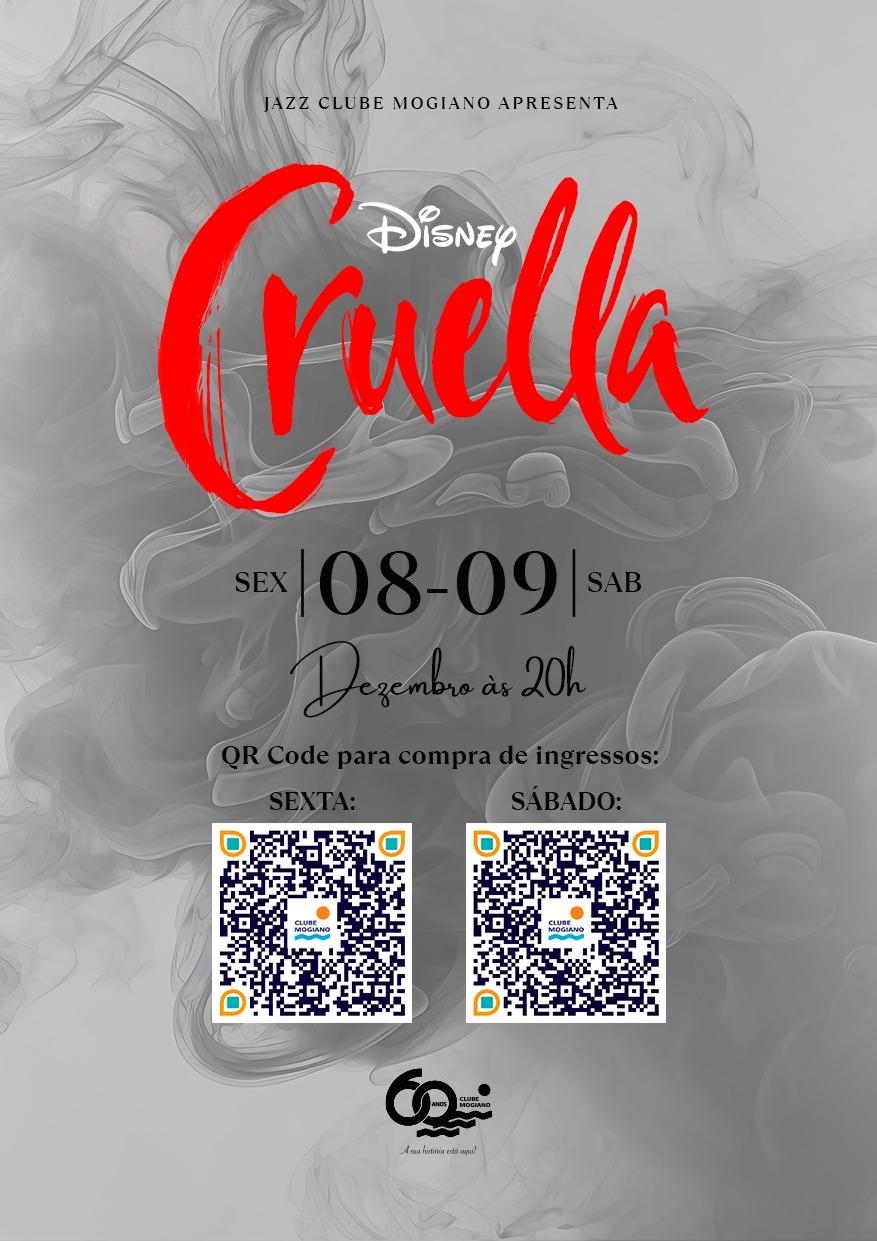 JAZZ CLUBE MOGIANO APRESENTA
DISNEY
Cruella
SEX | 08-09 | SAB
Dezembro às 20h
QR Code para compra de ingressos:
SEXTA: SÁBADO:
CLUBE MOGIANO
CLUBE MOGIANO
60 ANOS CLUBE MOGIANO
A sua história está aqui!